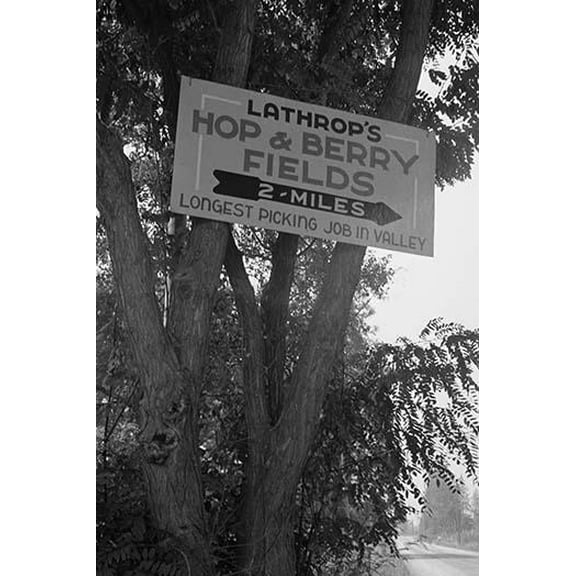 LATHROP'S
HOP & BERRY
FIELDS
2-MILES
LONGEST PICKING JOB IN VALLEY